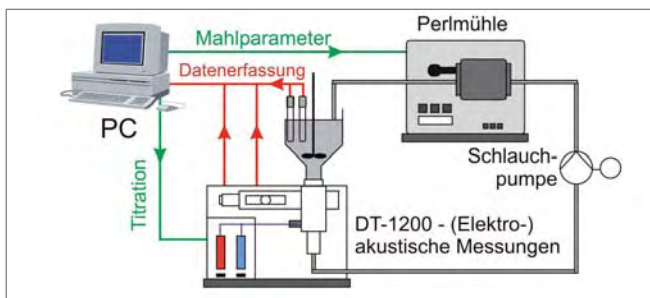 Perlmühle
Mahlparameter
Datenerfassung
PC
Schlauch-
pumpe
Titration
DT-1200 - (Elektro-)
akustische Messungen